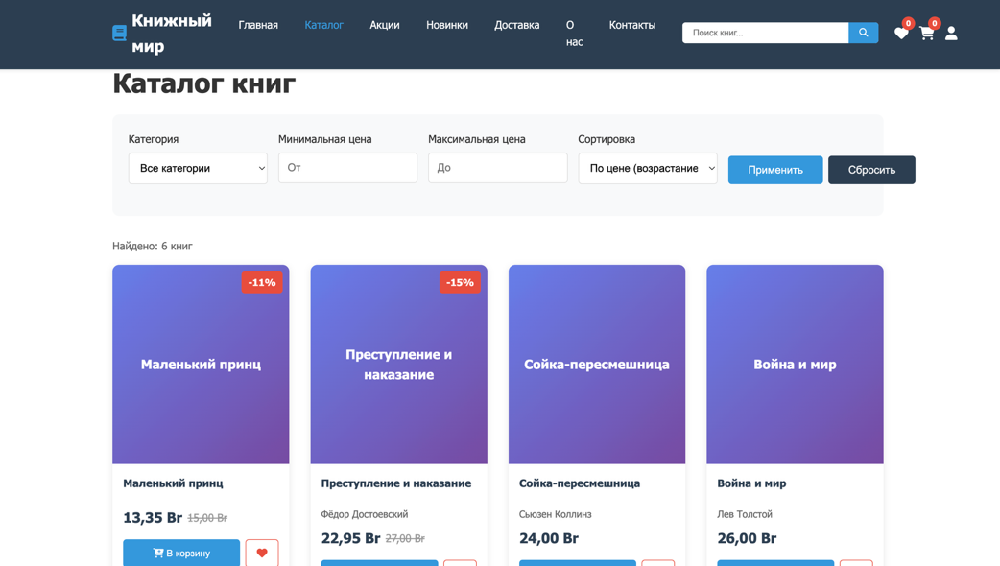 Книжный
мир
Главная
Каталог
Акции
Новинки
Доставка
О
нас
Контакты
Поиск книг...
0
0
Каталог книг
Категория
Минимальная цена
Максимальная цена
Сортировка
Все категории
От
До
По цене (возрастание
Применить
Сбросить
Найдено: 6 книг
-11%
Маленький принц
Маленький принц
13,35 Br 15,00 Br
В корзину
-15%
Преступление и
наказание
Преступление и наказание
Фёдор Достоевский
22,95 Br 27,00 Br
Сойка-пересмешница
Сойка-пересмешница
Сьюзен Коллинз
24,00 Br
Война и мир
Война и мир
Лев Толстой
26,00 Br